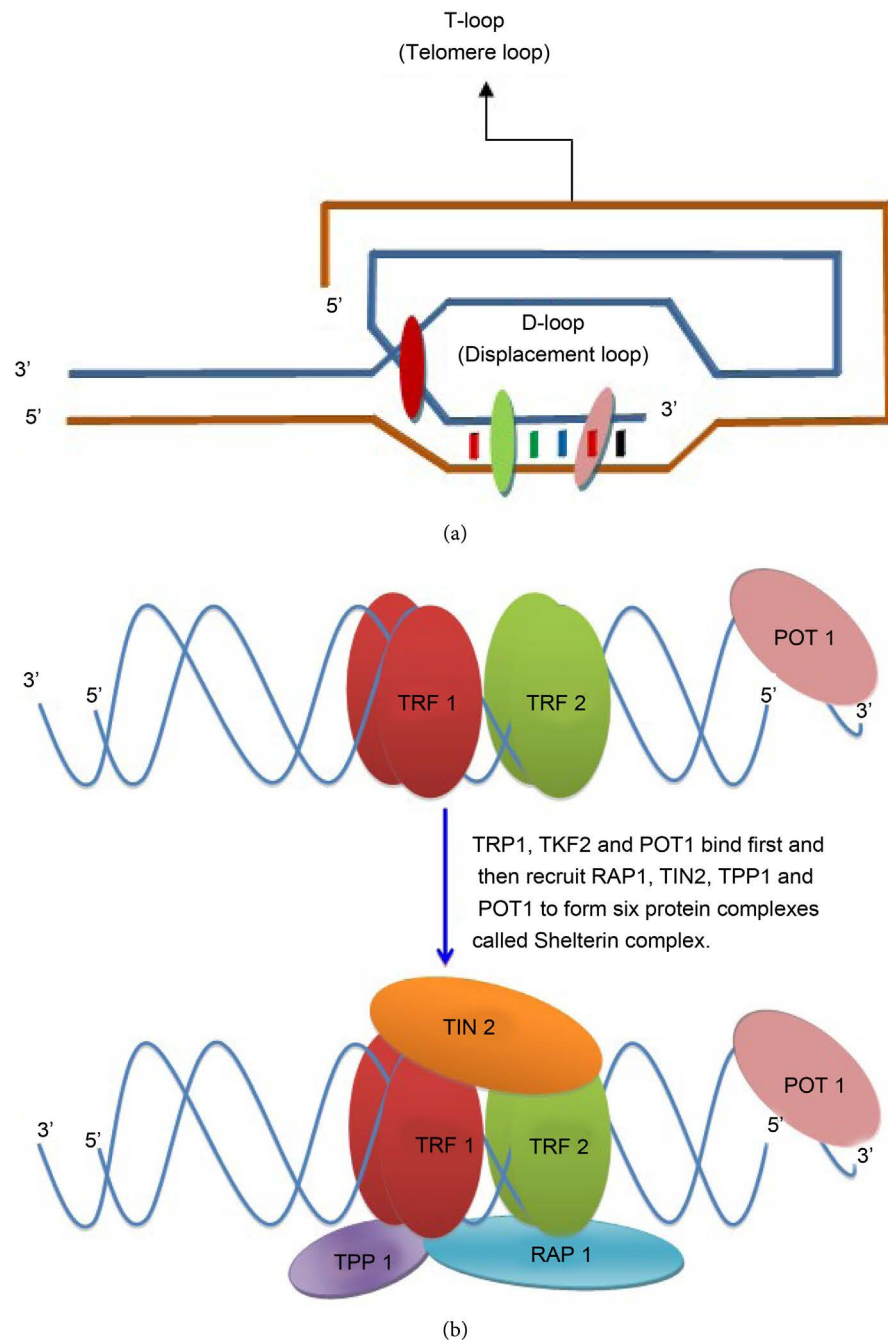 T-loop
(Telomere loop)
5’
D-loop
(Displacement loop)
3’
3’
5’
(a)
POT 1
3’
5’
TRF 1
TRF 2
5’
3’
TRP1, TKF2 and POT1 bind first and
then recruit RAP1, TIN2, TPP1 and
POT1 to form six protein complexes
called Shelterin complex.
TIN 2
POT 1
3’
5’
TRF 1
TRF 2
5’
3’
TPP 1
RAP 1
(b)